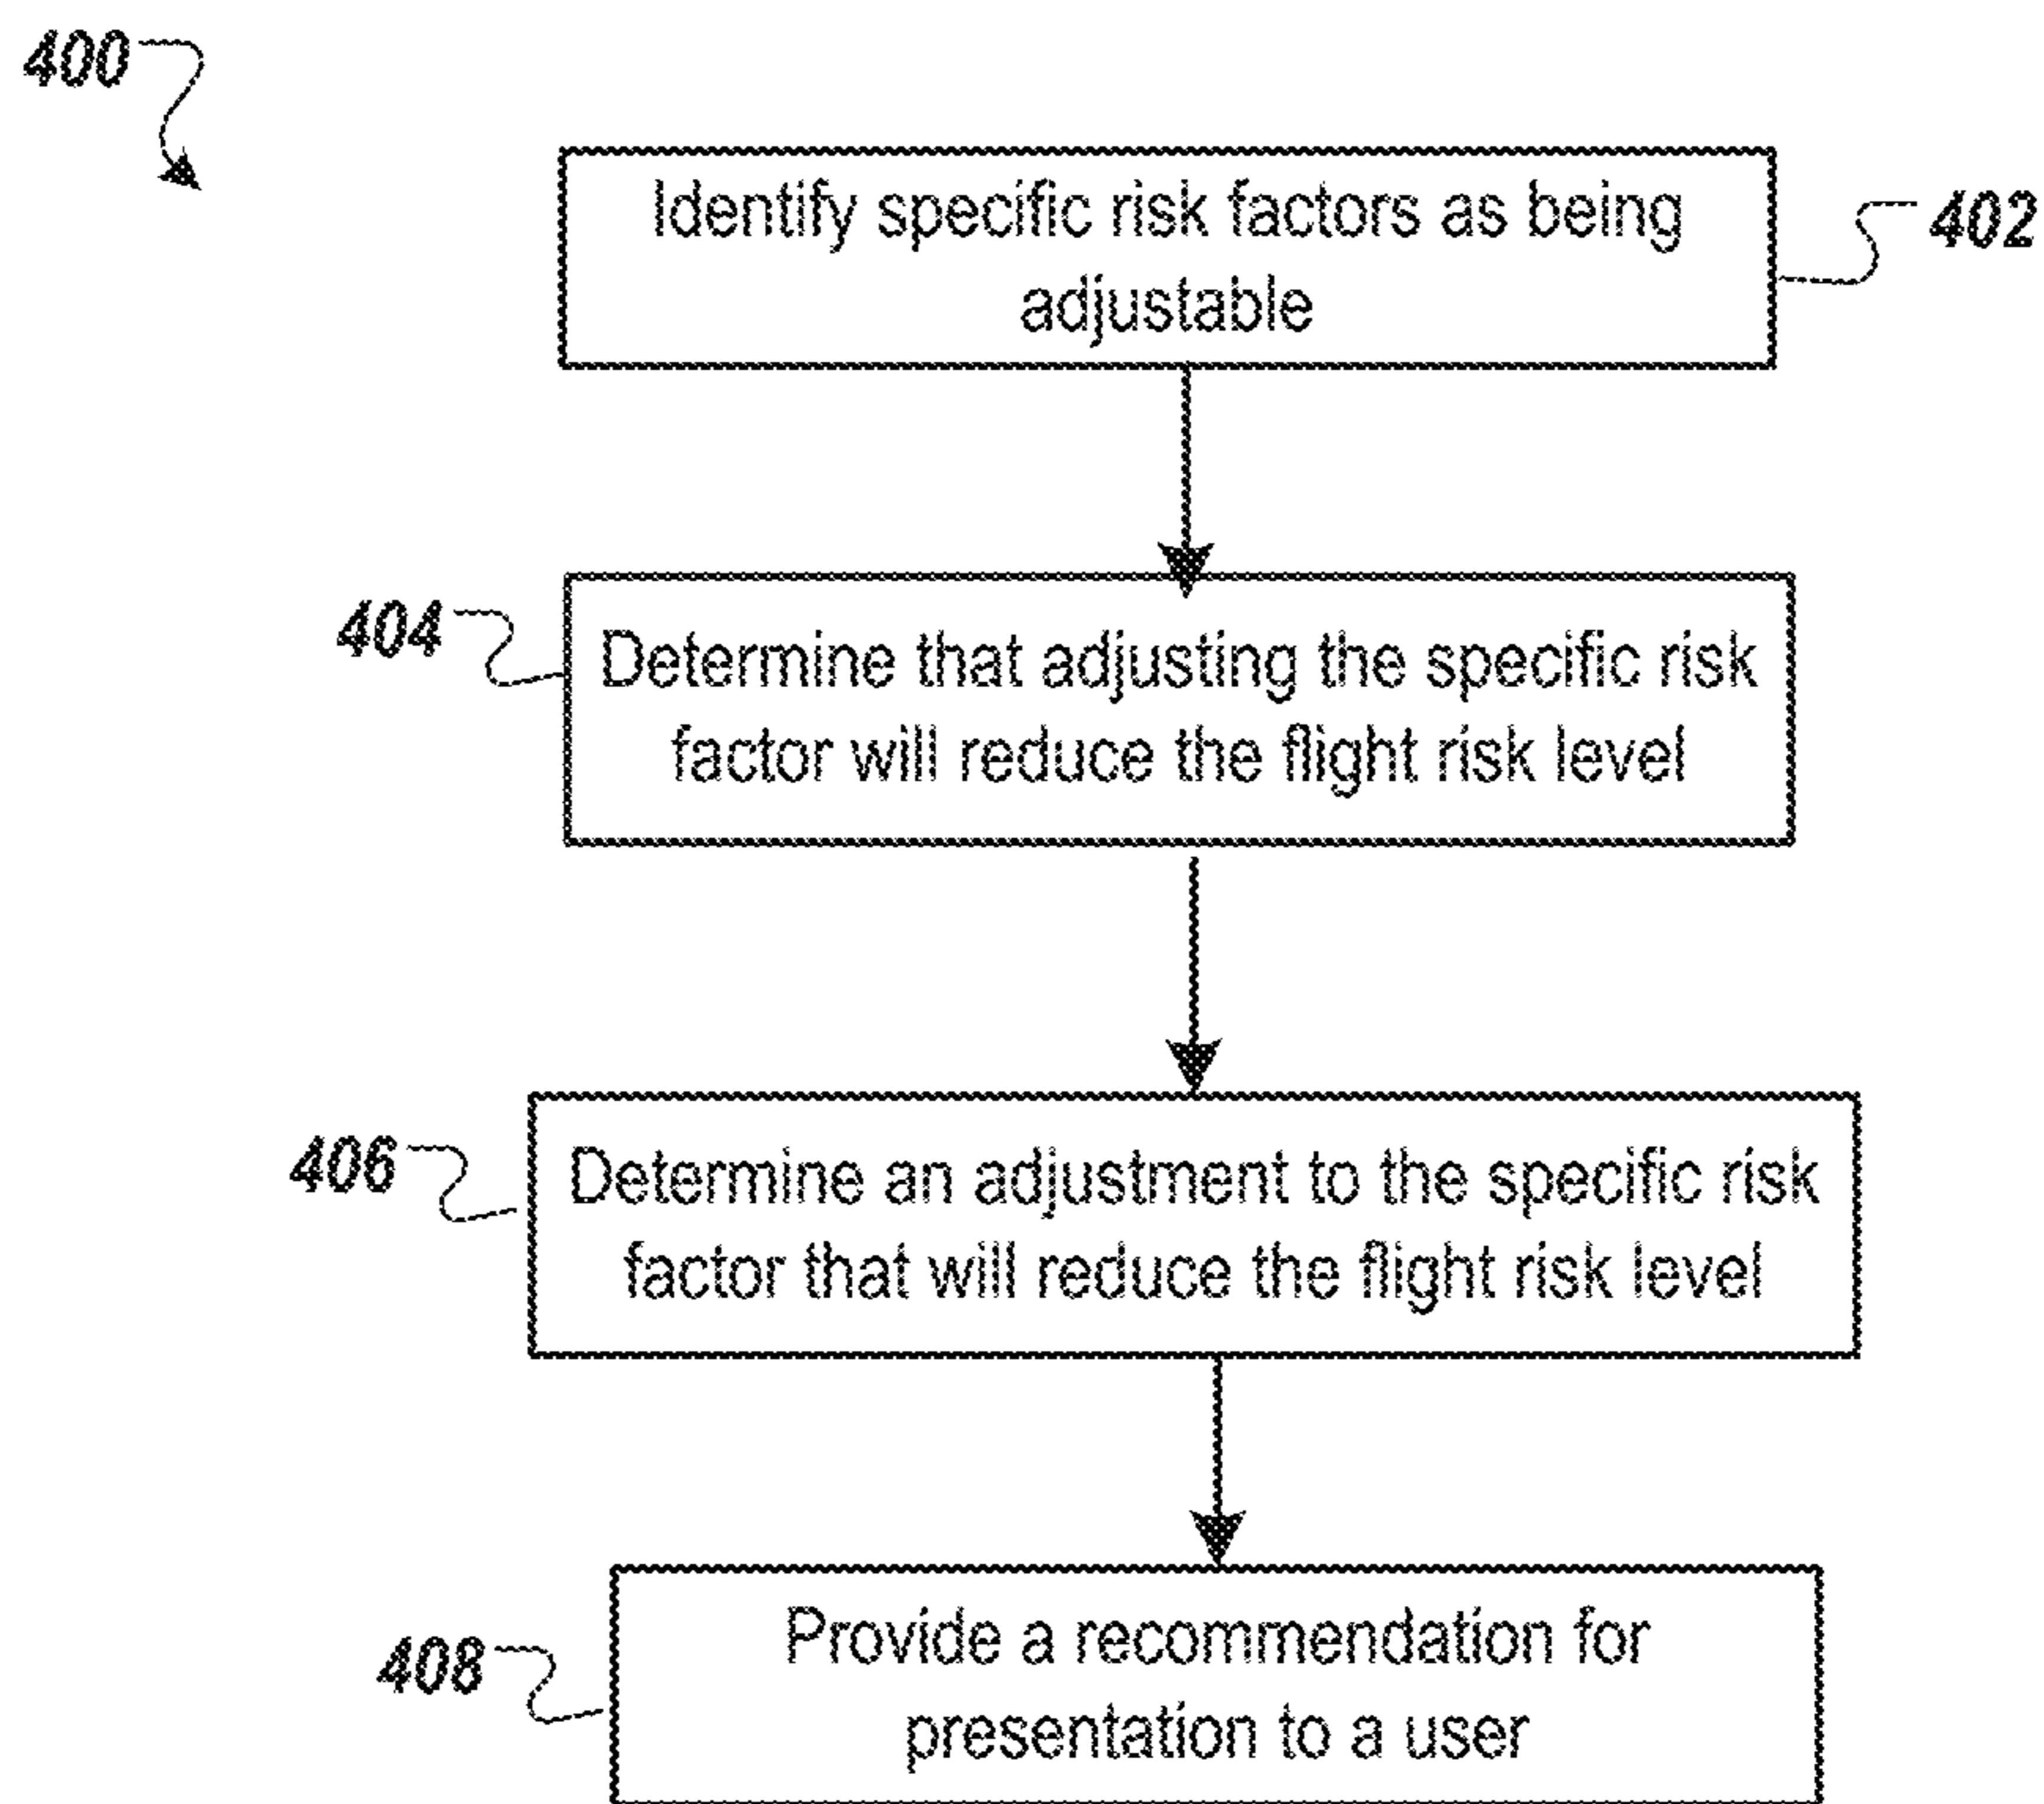 400
Identify specific risk factors as being
adjustable
402
404
Determine that adjusting the specific risk
factor will reduce the flight risk level
406
Determine an adjustment to the specific risk
factor that will reduce the flight risk level
408
Provide a recommendation for
presentation to a user